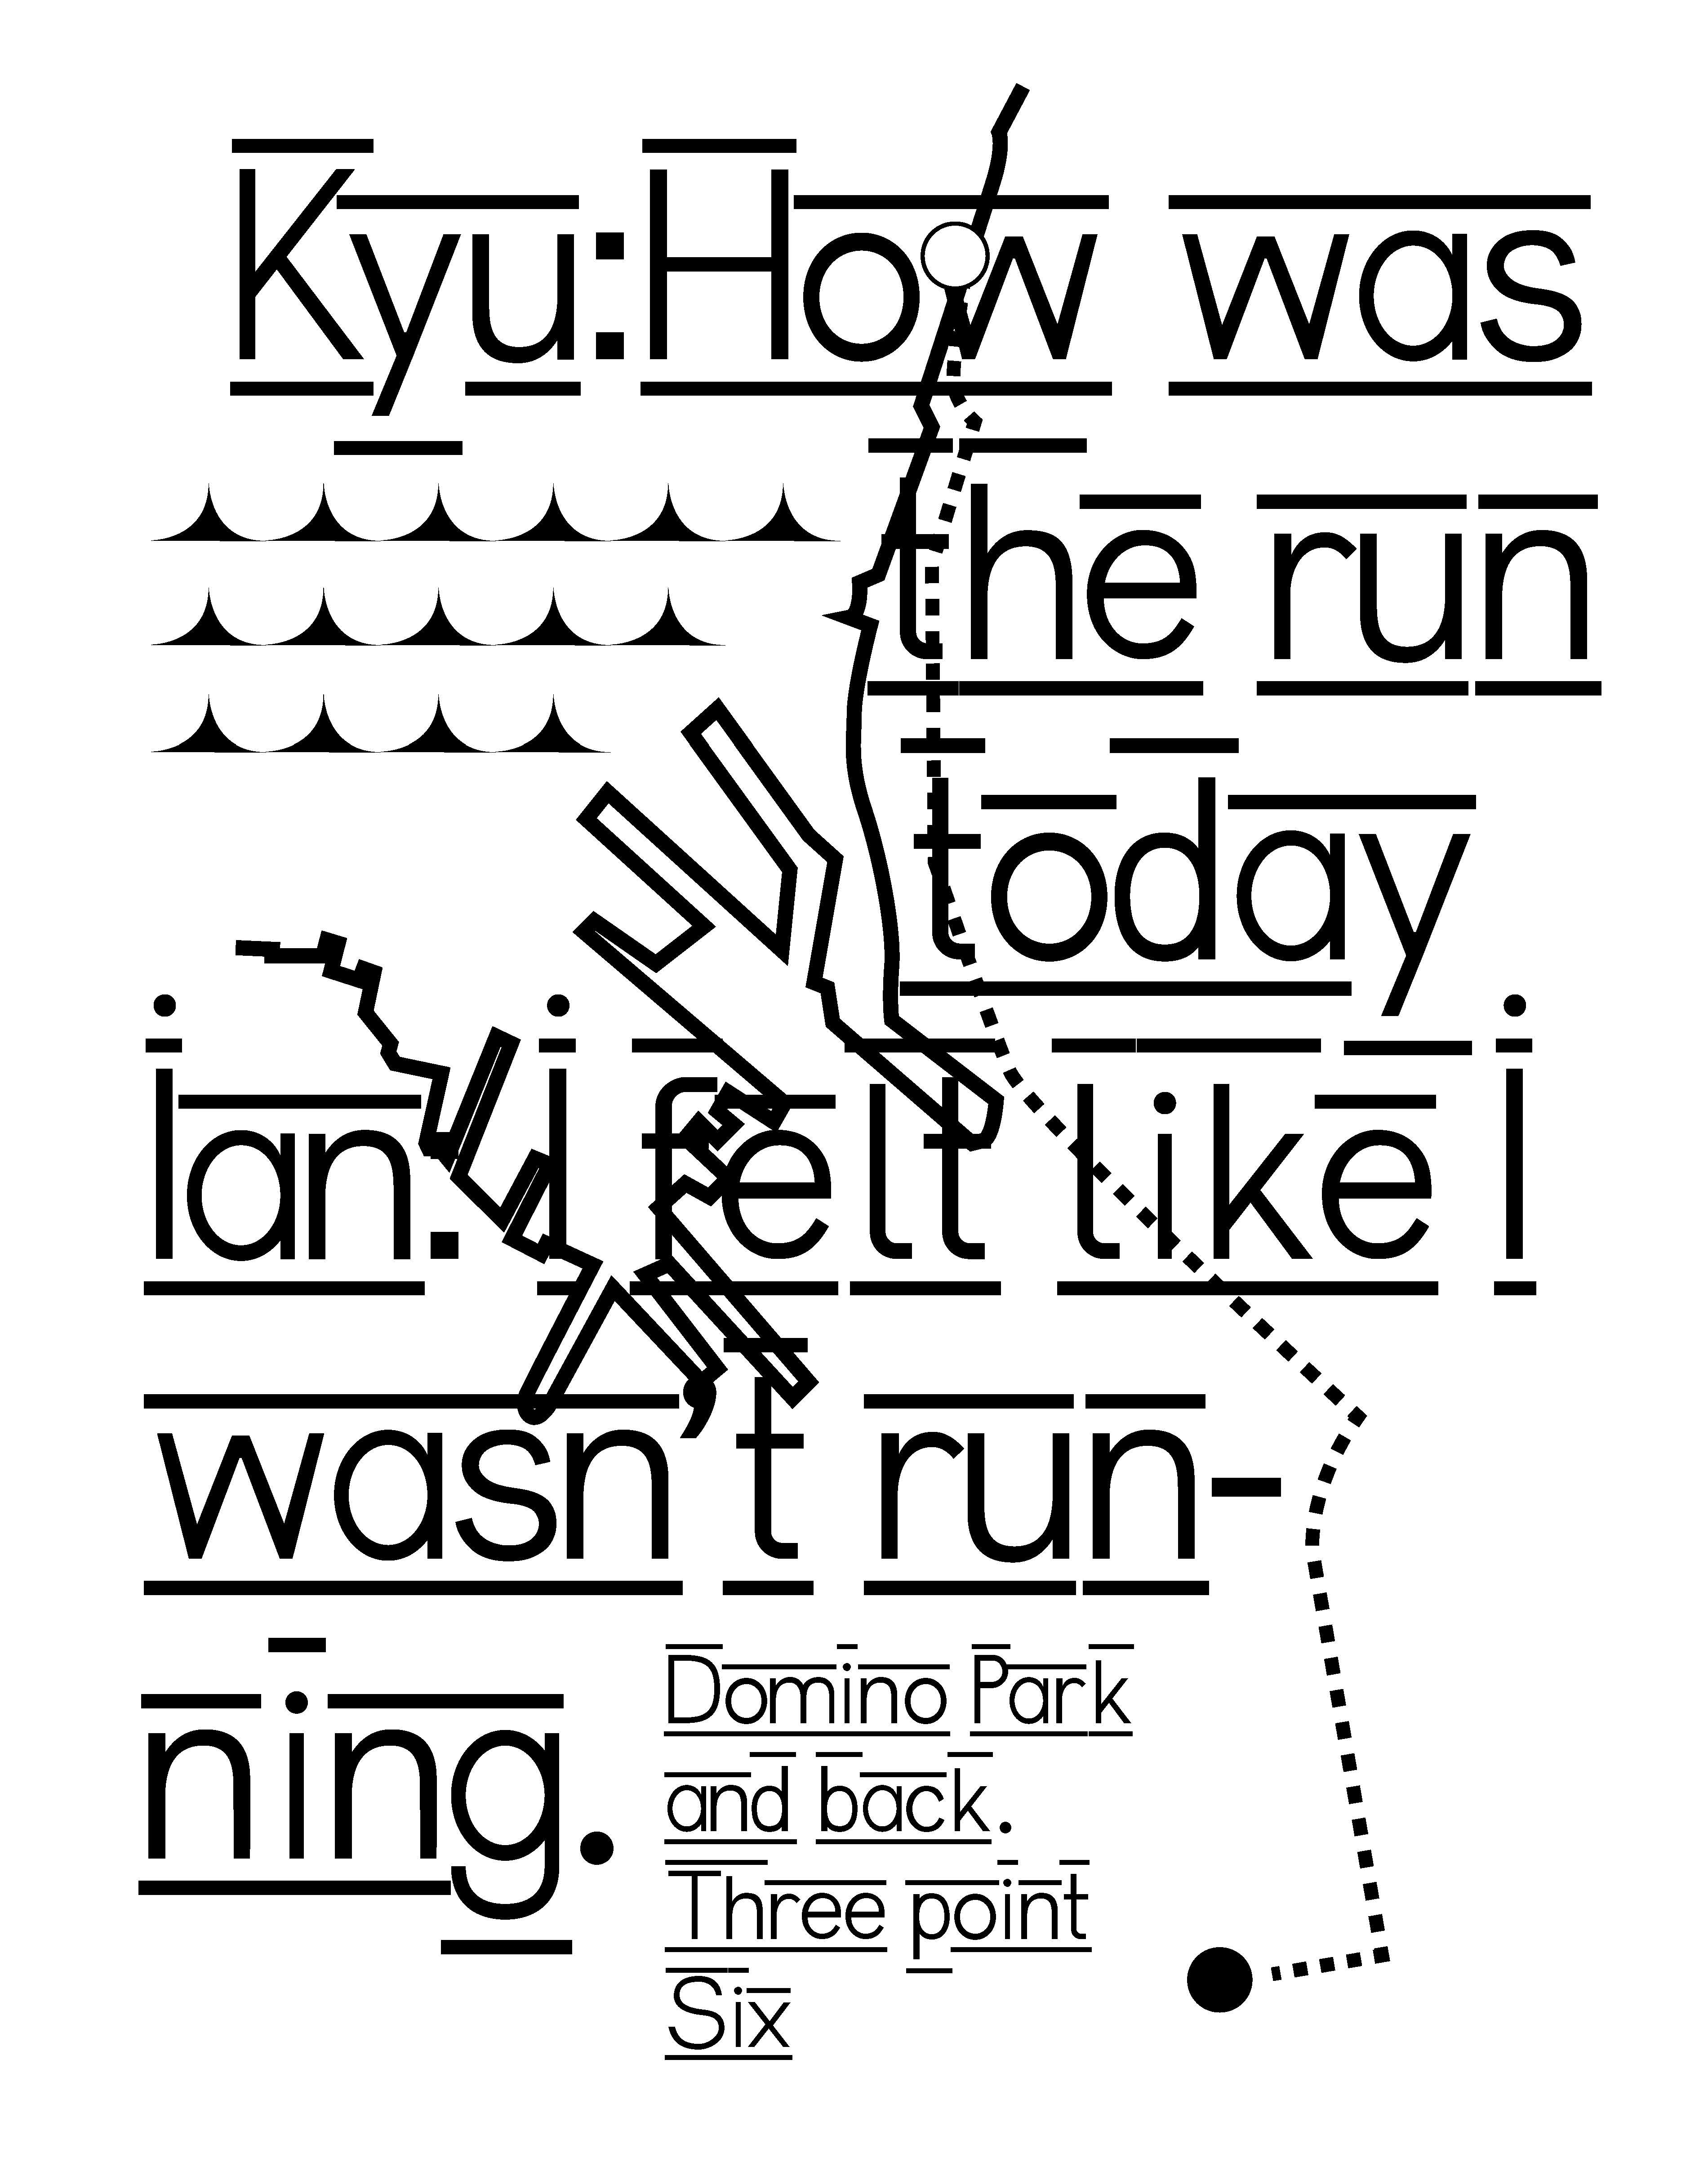 Kyu:How was
the run
today
Ian. I felt like I
wasn't run-
ning.
Domino Park
and back.
Three point
Six